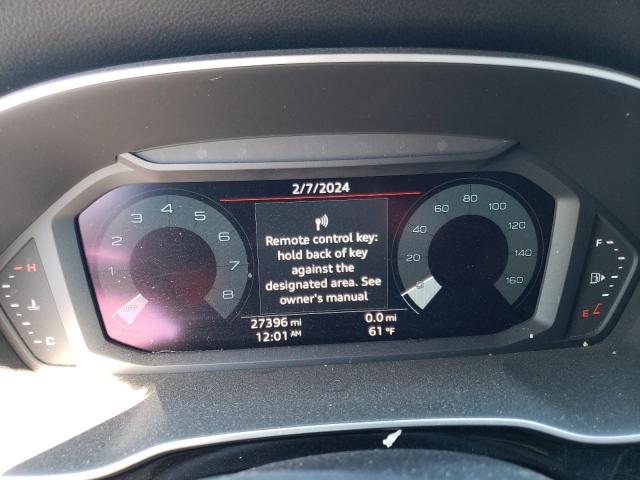 2/7/2024
Remote control key:
hold back of key
against the
designated area. See
owner's manual
27396 mi
0.0 mi
12:01 AM
61 °F
1
2
3
4
5
6
7
8
OFF
0
20
40
60
80
100
120
140
160
H
C
F
E